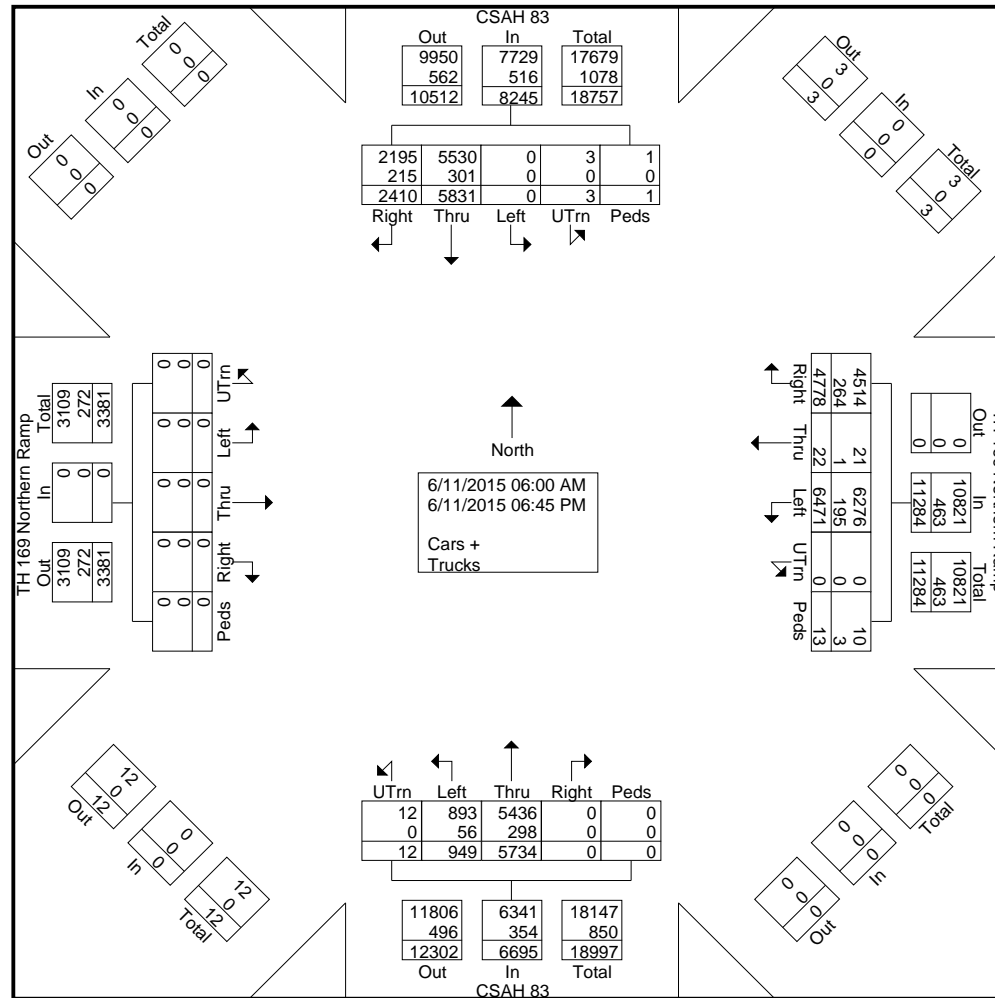 CSAH 83
Out In Total
9950 7729 17679
562 516 1078
10512 8245 18757
2195 5530 0 3 1
215 301 0 0 0
2410 5831 0 3 1
Right Thru Left UTrn Peds
Total
0
0
0
In
0
0
0
Out
0
0
0
Out
3
0
3
In
0
0
0
Total
3
0
3
TH 169 Northern Ramp
Total
3109
272
3381
In
0
0
0
Out
3109
272
3381
0 0 0 UTrn
0 0 0 Left
0 0 0 Thru
0 0 0 Right
0 0 0 Peds
North
6/11/2015 06:00 AM
6/11/2015 06:45 PM
Cars +
Trucks
Right 4778 264 4514
Thru 22 1 21
Left 6471 195 6276
UTrn 0 0 0
Peds 13 3 10
Out
0
0
0
In
10821
463
11284
Total
10821
463
11284
UTrn Left Thru Right Peds
12 893 5436 0 0
0 56 298 0 0
12 949 5734 0 0
11806 6341 18147
496 354 850
12302 6695 18997
Out In Total
CSAH 83
12
0
12
Out
0
0
0
In
12
0
12
Total
0
0
0
Total
0
0
0
In
0
0
0
Out